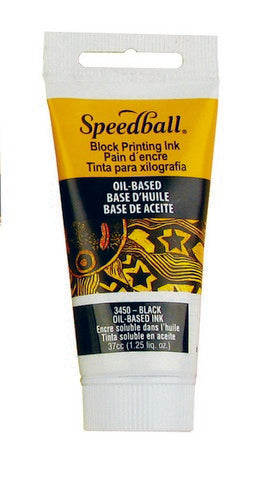 Speedball®
Block Printing Ink
Pain d'encre
Tinta para xilografía
OIL-BASED
BASE D'HUILE
BASE DE ACEITE
3450 – BLACK
OIL-BASED INK
Encre soluble dans l'huile
Tinta soluble en aceite
37cc (1.25 liq. oz.)